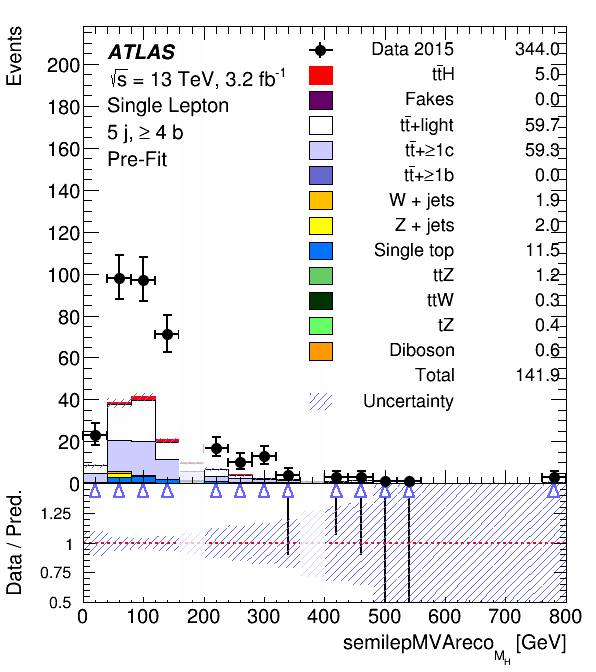 Events
ATLAS
√s = 13 TeV, 3.2 fb⁻¹
Single Lepton
5 j, ≥ 4 b
Pre-Fit
Data 2015 344.0
tt̄H 5.0
Fakes 0.0
tt̄+light 59.7
tt̄+≥1c 59.3
tt̄+≥1b 0.0
W + jets 1.9
Z + jets 2.0
Single top 11.5
ttZ 1.2
ttW 0.3
tZ 0.4
Diboson 0.6
Total 141.9
Uncertainty
200
180
160
140
120
100
80
60
40
20
0
Data / Pred.
1.25
1
0.75
0.5
0 100 200 300 400 500 600 700 800
semilepMVAreco_M_H [GeV]